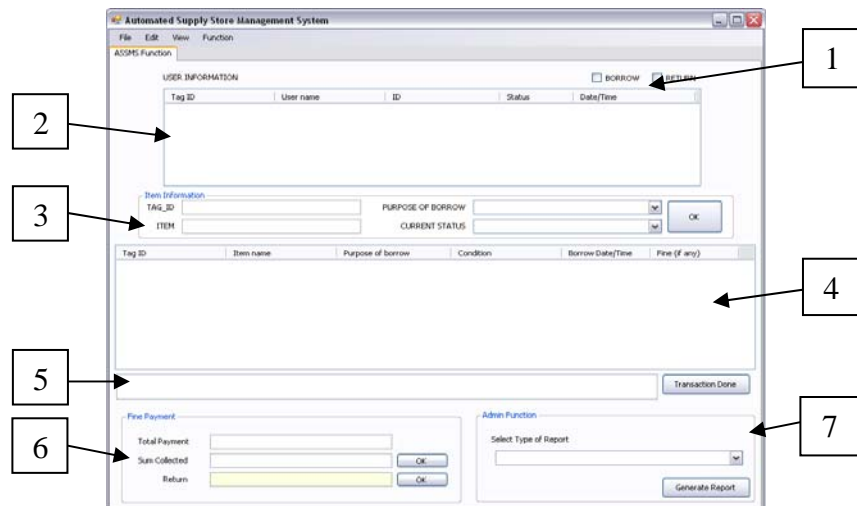 Automated Supply Store Management System
File Edit View Function
ASSMS Function
1
USER INFORMATION
BORROW RETURN
Tag ID User name ID Status Date/Time
2
Item Information
TAG_ID PURPOSE OF BORROW
OK
3
ITEM CURRENT STATUS
Tag ID Item name Purpose of borrow Condition Borrow Date/Time Fine (if any)
4
5
Transaction Done
Fine Payment
Admin Function
7
Total Payment
Select Type of Report
6
Sum Collected OK
Return OK
Generate Report